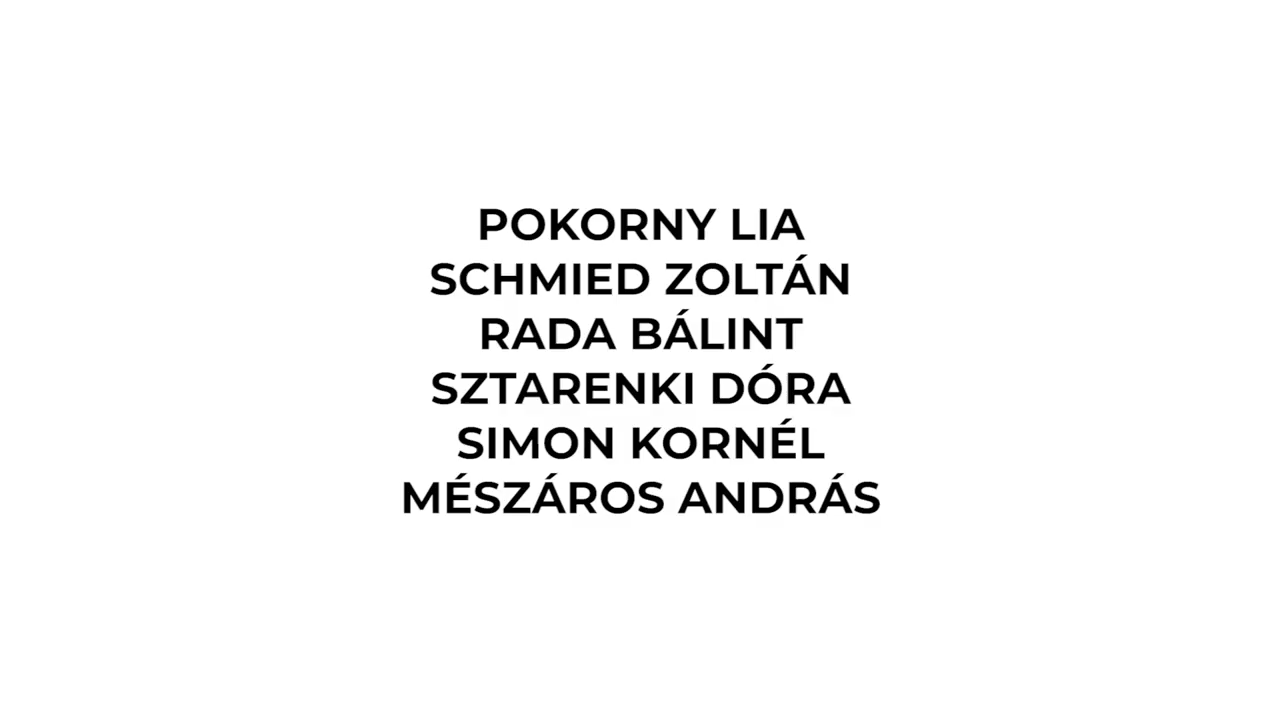 POKORNY LIA
SCHMIED ZOLTÁN
RADA BÁLINT
SZTARENKI DÓRA
SIMON KORNÉL
MÉSZÁROS ANDRÁS